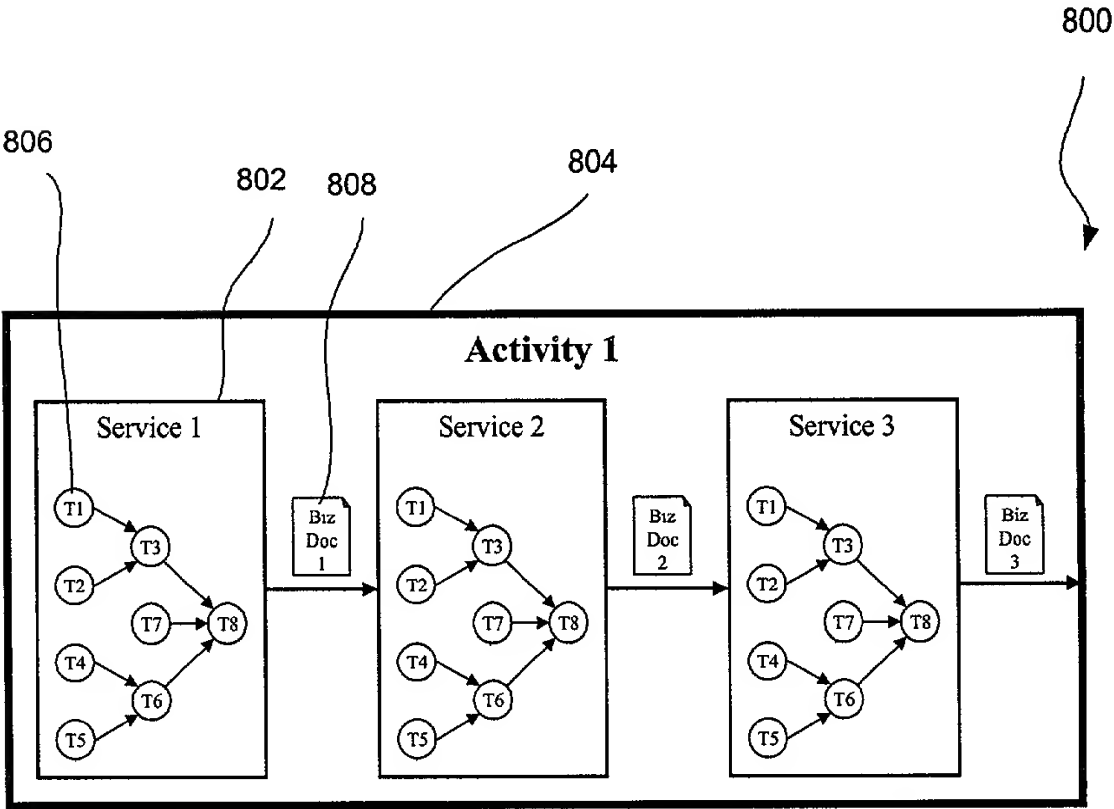 800
806
802
808
804
Activity 1
Service 1
Service 2
Service 3
T1
T3
T2
T7
T8
T4
T6
T5
Biz
Doc
1
T1
T3
T2
T7
T8
T4
T6
T5
Biz
Doc
2
T1
T3
T2
T7
T8
T4
T6
T5
Biz
Doc
3